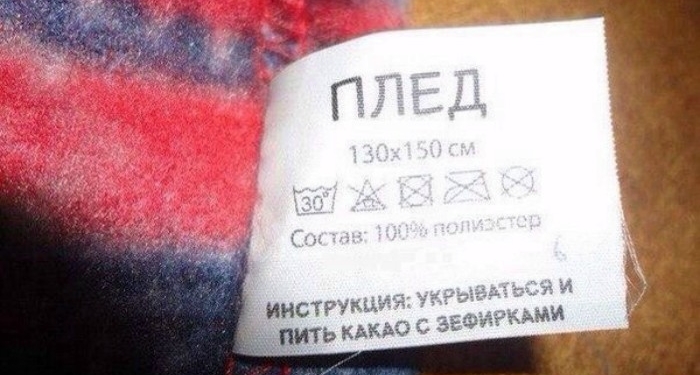 ПЛЕД
130x150 см
30°
Состав: 100% полиэстер
ИНСТРУКЦИЯ: УКРЫВАТЬСЯ И
ПИТЬ КАКАО С ЗЕФИРКАМИ